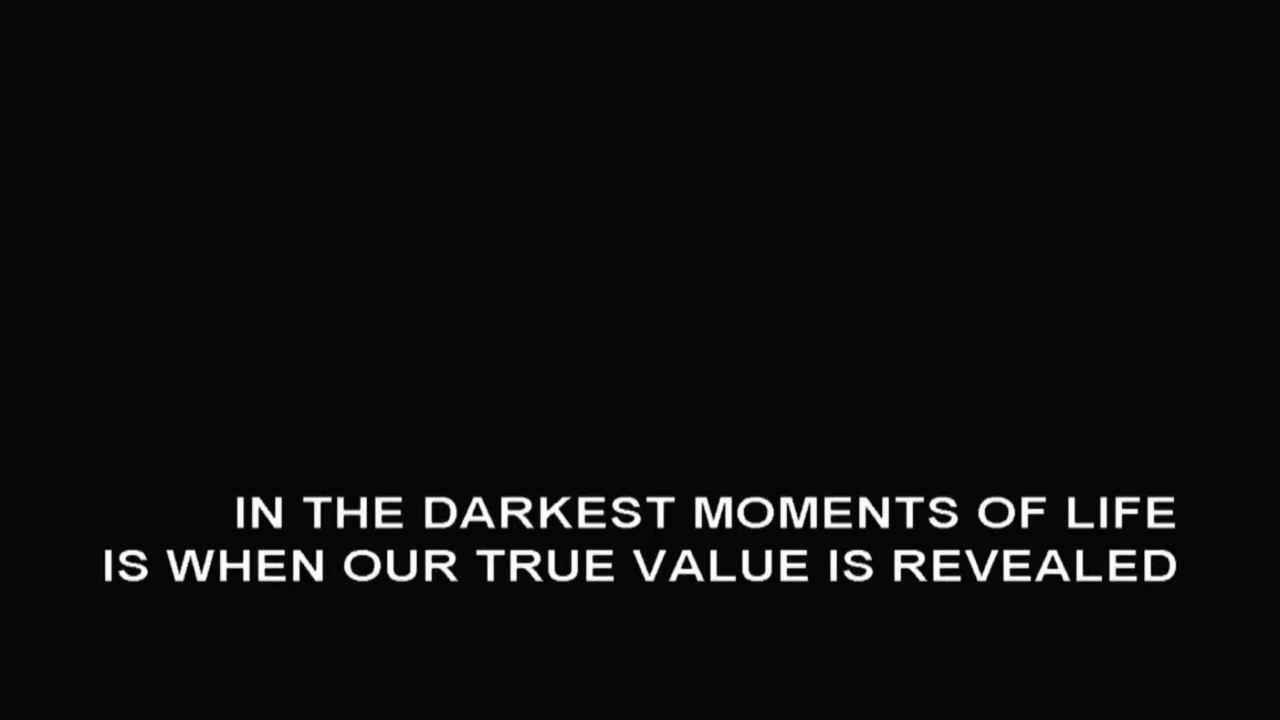 IN THE DARKEST MOMENTS OF LIFE
IS WHEN OUR TRUE VALUE IS REVEALED